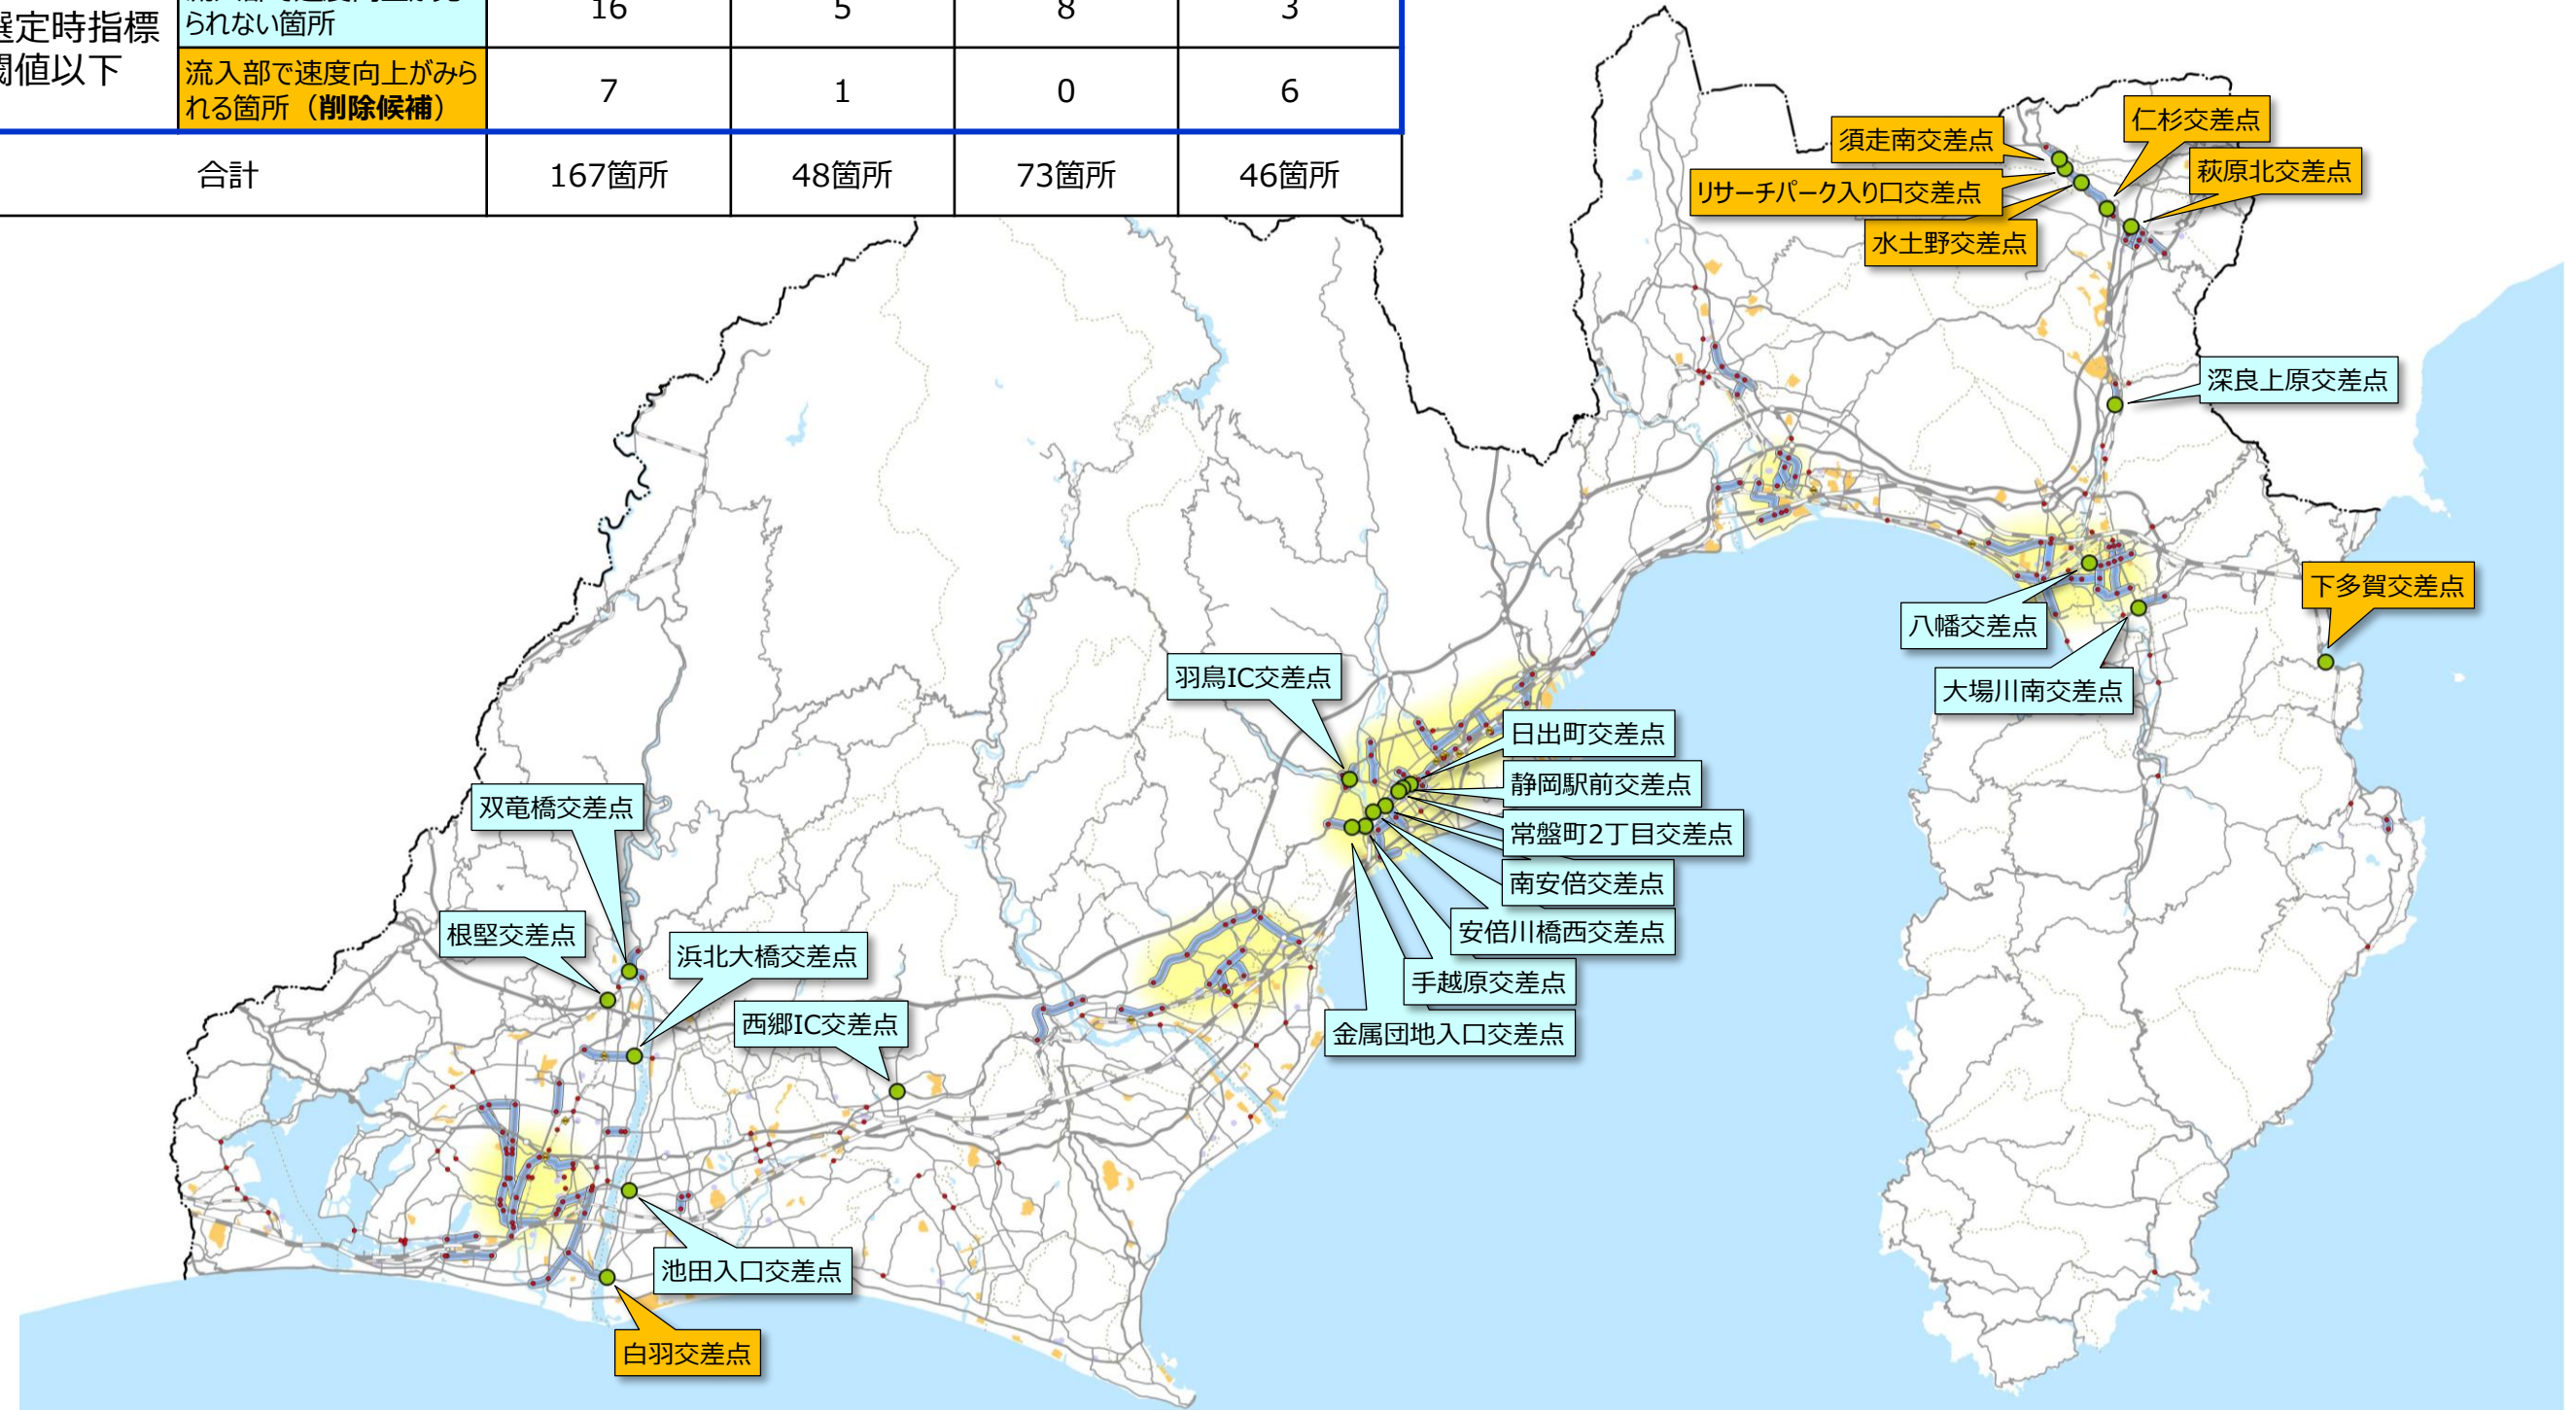 選定時指標
閾値以下
られない箇所
16
5
8
3
流入部で速度向上がみら
れる箇所（削除候補）
7
1
0
6
合計
167箇所
48箇所
73箇所
46箇所
仁杉交差点
須走南交差点
萩原北交差点
リサーチパーク入り口交差点
水土野交差点
深良上原交差点
下多賀交差点
八幡交差点
大場川南交差点
羽鳥IC交差点
日出町交差点
静岡駅前交差点
常盤町2丁目交差点
南安倍交差点
安倍川橋西交差点
手越原交差点
金属団地入口交差点
双竜橋交差点
根堅交差点
浜北大橋交差点
西郷IC交差点
池田入口交差点
白羽交差点